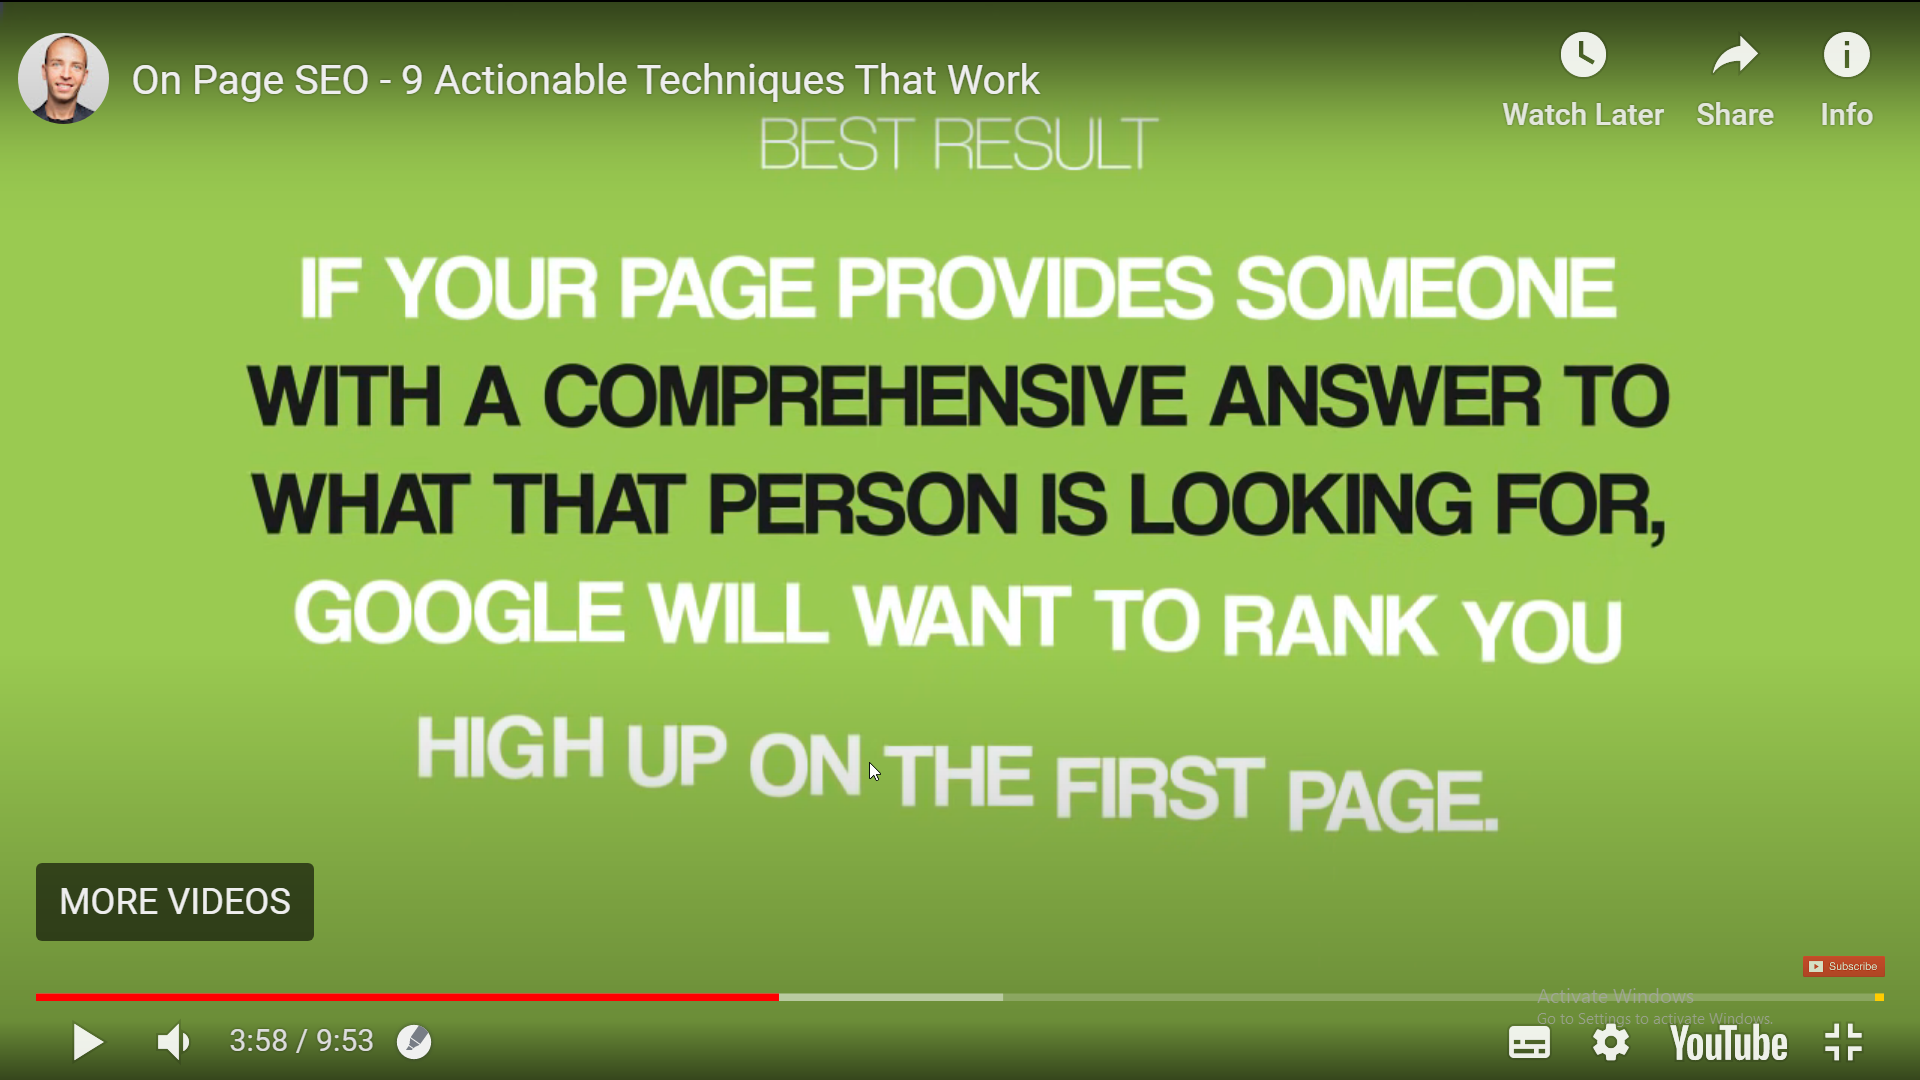 On Page SEO - 9 Actionable Techniques That Work
Watch Later
Share
Info
BEST RESULT
IF YOUR PAGE PROVIDES SOMEONE
WITH A COMPREHENSIVE ANSWER TO
WHAT THAT PERSON IS LOOKING FOR,
GOOGLE WILL WANT TO RANK YOU
HIGH UP ON THE FIRST PAGE.
MORE VIDEOS
Subscribe
Activate Windows
Go to Settings to activate Windows.
3:58 / 9:53
YouTube